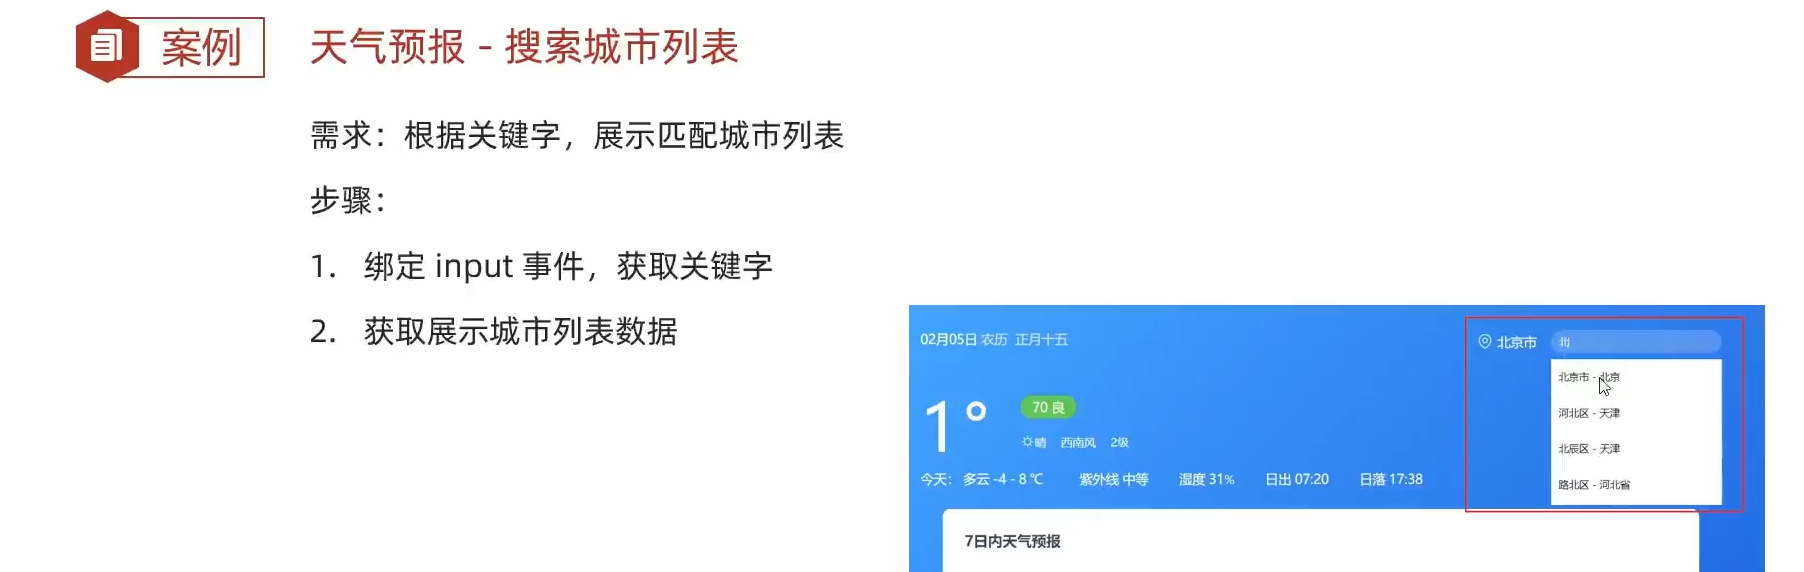 案例
天气预报 - 搜索城市列表
需求：根据关键字，展示匹配城市列表
步骤：
1. 绑定 input 事件，获取关键字
2. 获取展示城市列表数据
02月05日 农历 正月十五
北京市 北
北京市 - 北京
河北区 - 天津
北辰区 - 天津
路北区 - 河北省
1°
70 良
晴 西南风 2级
今天： 多云 -4 - 8 ℃ 紫外线 中等 湿度 31% 日出 07:20 日落 17:38
7日内天气预报